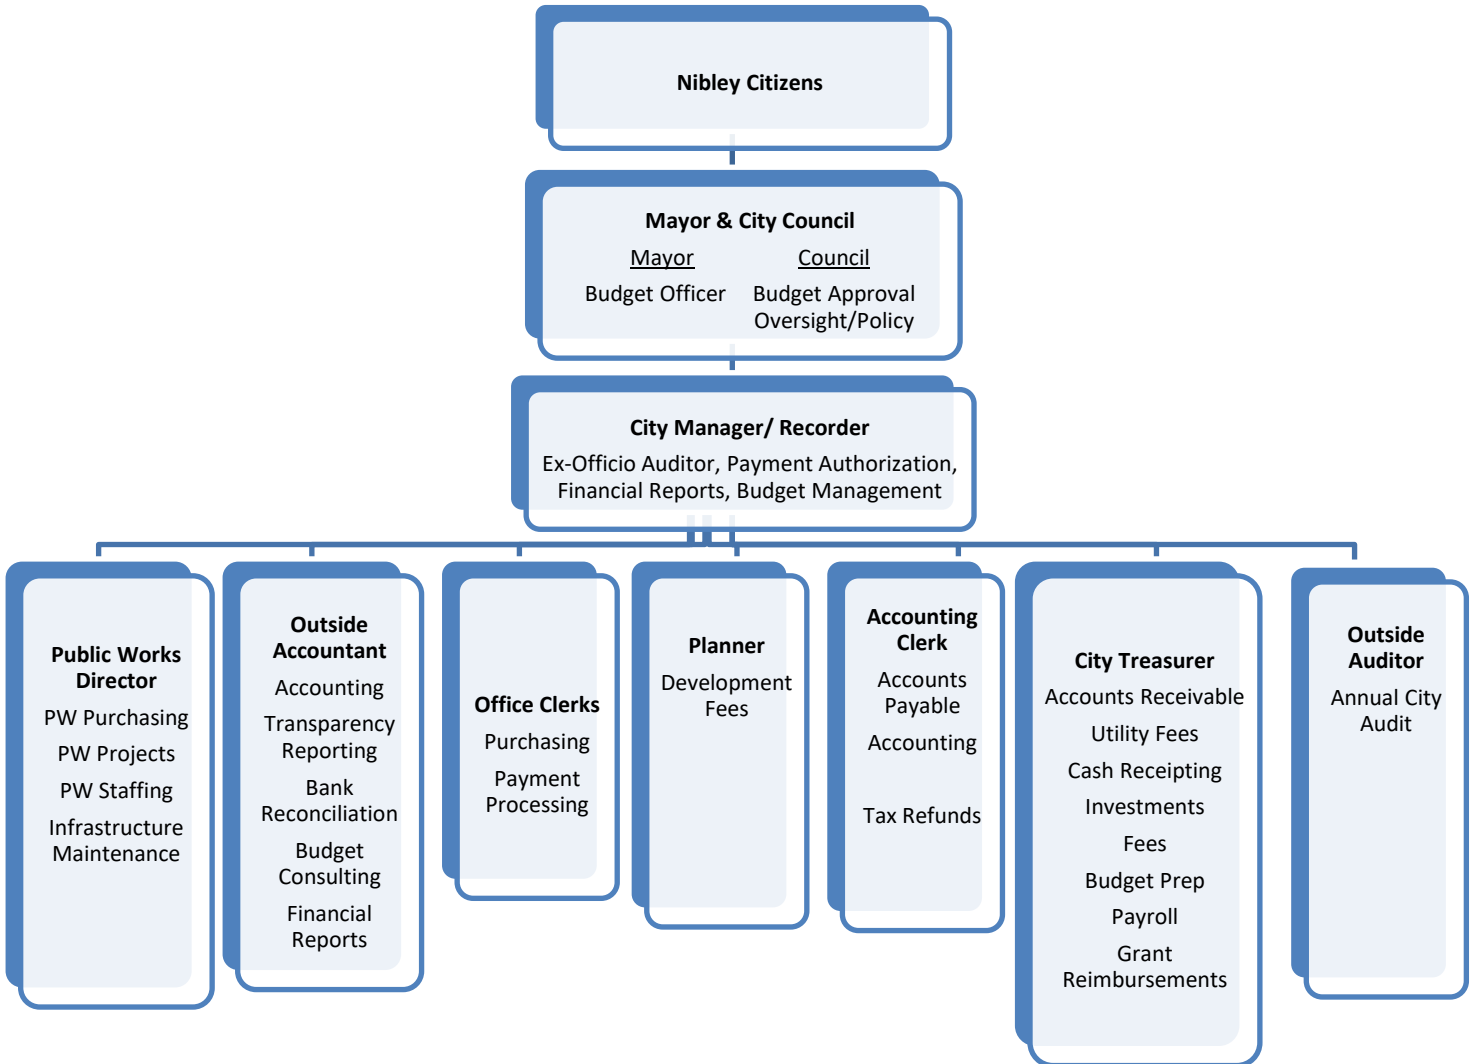 Nibley Citizens
Mayor & City Council
Mayor
Council
Budget Officer
Budget Approval
Oversight/Policy
City Manager/ Recorder
Ex-Officio Auditor, Payment Authorization,
Financial Reports, Budget Management
Public Works
Director
PW Purchasing
PW Projects
PW Staffing
Infrastructure
Maintenance
Outside
Accountant
Accounting
Transparency
Reporting
Bank
Reconciliation
Budget
Consulting
Financial
Reports
Office Clerks
Purchasing
Payment
Processing
Planner
Development
Fees
Accounting
Clerk
Accounts
Payable
Accounting
Tax Refunds
City Treasurer
Accounts Receivable
Utility Fees
Cash Receipting
Investments
Fees
Budget Prep
Payroll
Grant
Reimbursements
Outside
Auditor
Annual City
Audit